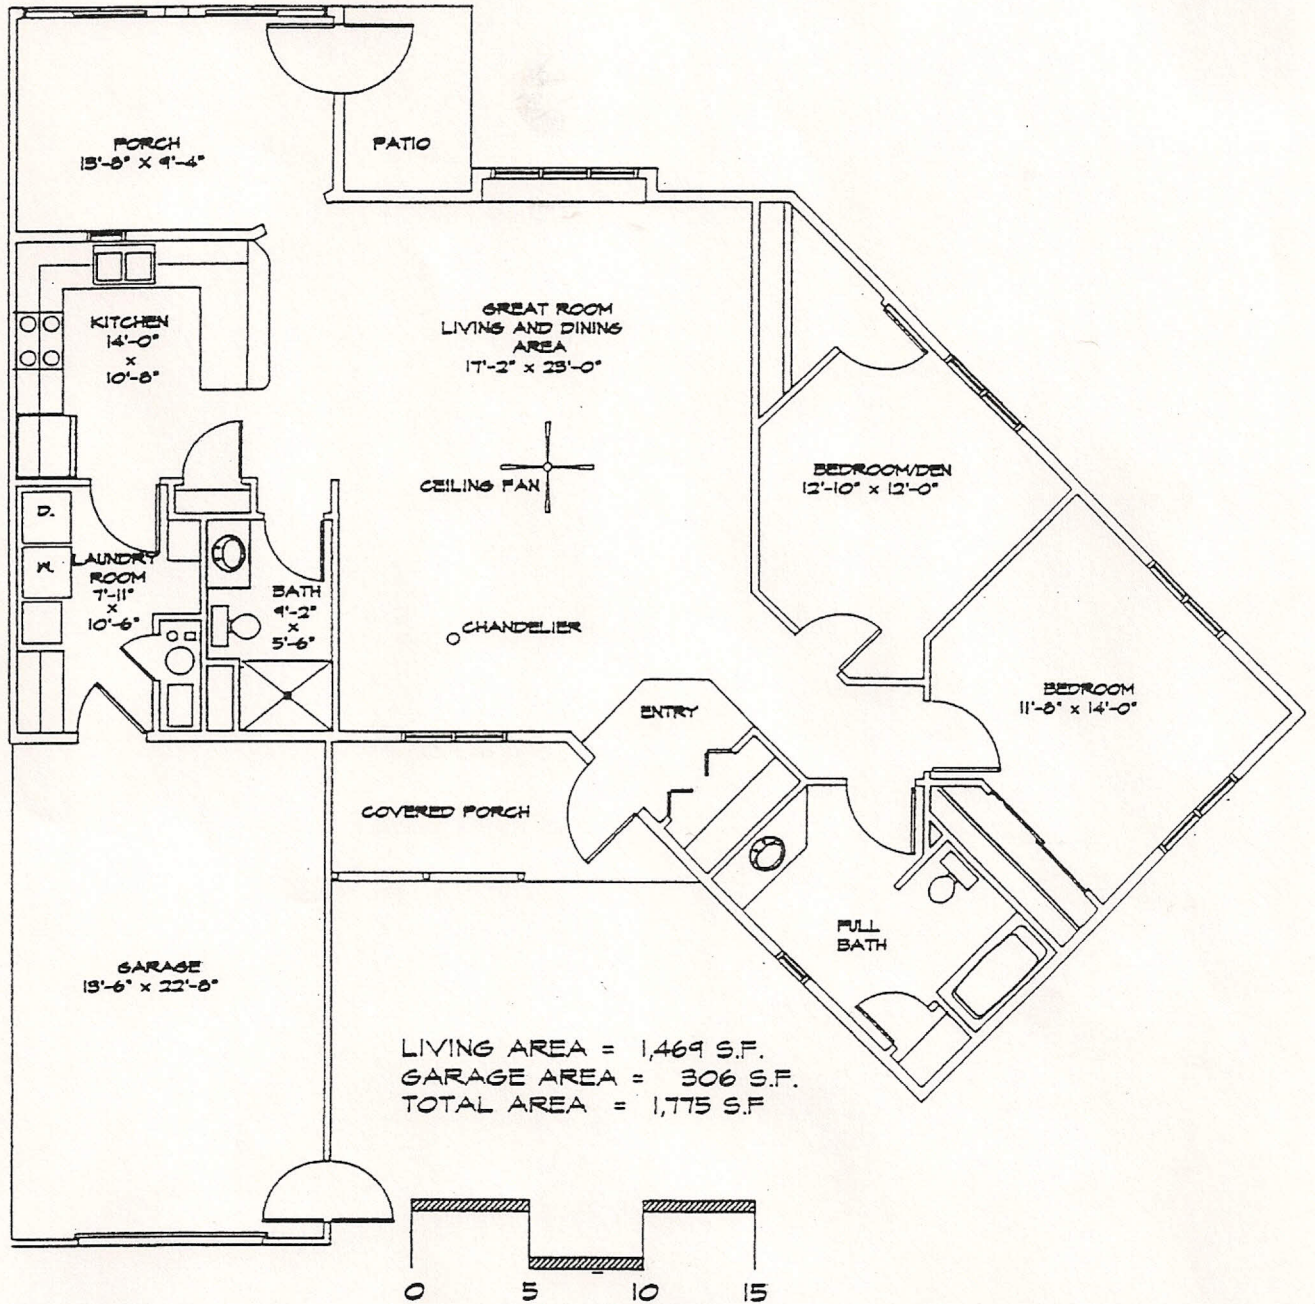 PORCH
13'-8" X 9'-4"
PATIO
KITCHEN
14'-0"
x
10'-8"
GREAT ROOM
LIVING AND DINING
AREA
17'-2" x 23'-0"
CEILING FAN
BEDROOM/DEN
12'-10" x 12'-0"
D.
W.
LAUNDRY
ROOM
7'-11"
x
10'-6"
BATH
9'-2"
x
5'-6"
CHANDELIER
ENTRY
BEDROOM
11'-8" x 14'-0"
COVERED PORCH
FULL
BATH
GARAGE
13'-6" x 22'-8"
LIVING AREA = 1,469 S.F.
GARAGE AREA = 306 S.F.
TOTAL AREA = 1,775 S.F
0 5 10 15